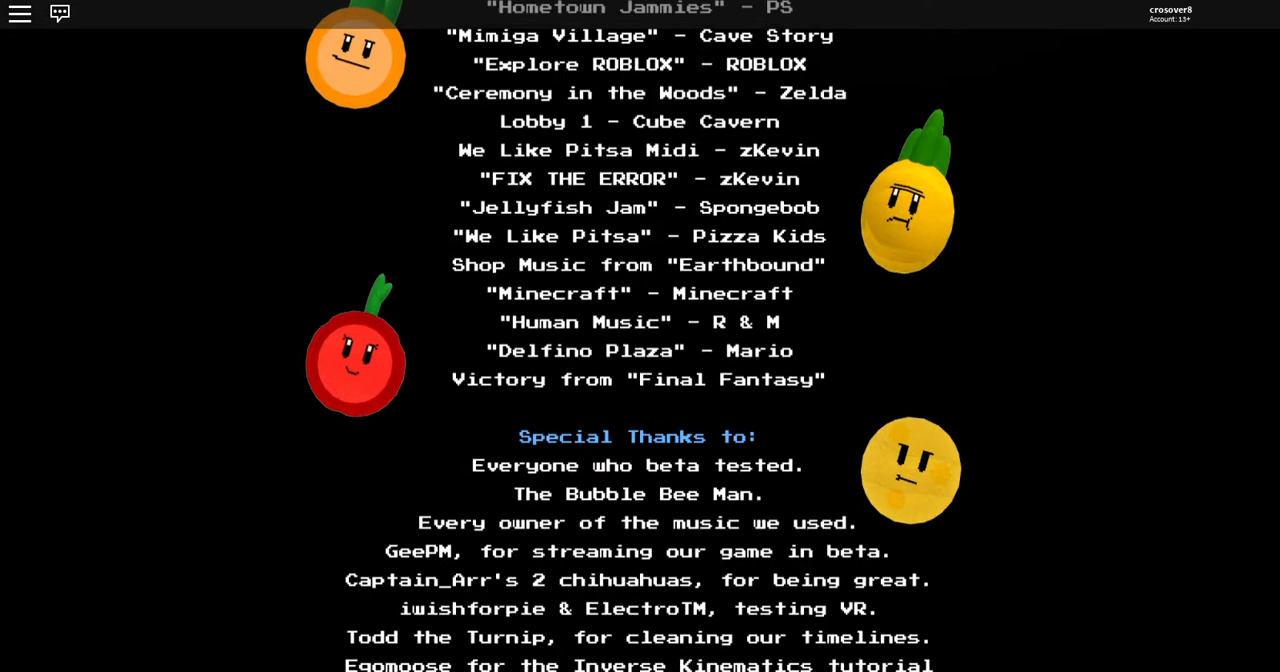 "Hometown Jammies" - PS
crosover8
Account: 13+
"Mimiga Village" - Cave Story
"Explore ROBLOX" - ROBLOX
"Ceremony in the Woods" - Zelda
Lobby 1 - Cube Cavern
We Like Pitsa Midi - zKevin
"FIX THE ERROR" - zKevin
"Jellyfish Jam" - Spongebob
"We Like Pitsa" - Pizza Kids
Shop Music from "Earthbound"
"Minecraft" - Minecraft
"Human Music" - R & M
"Delfino Plaza" - Mario
Victory from "Final Fantasy"
Special Thanks to:
Everyone who beta tested.
The Bubble Bee Man.
Every owner of the music we used.
GeePM, for streaming our game in beta.
Captain_Arr's 2 chihuahuas, for being great.
iwishforpie & ElectroTM, testing VR.
Todd the Turnip, for cleaning our timelines.
Egomoose for the Inverse Kinematics tutorial